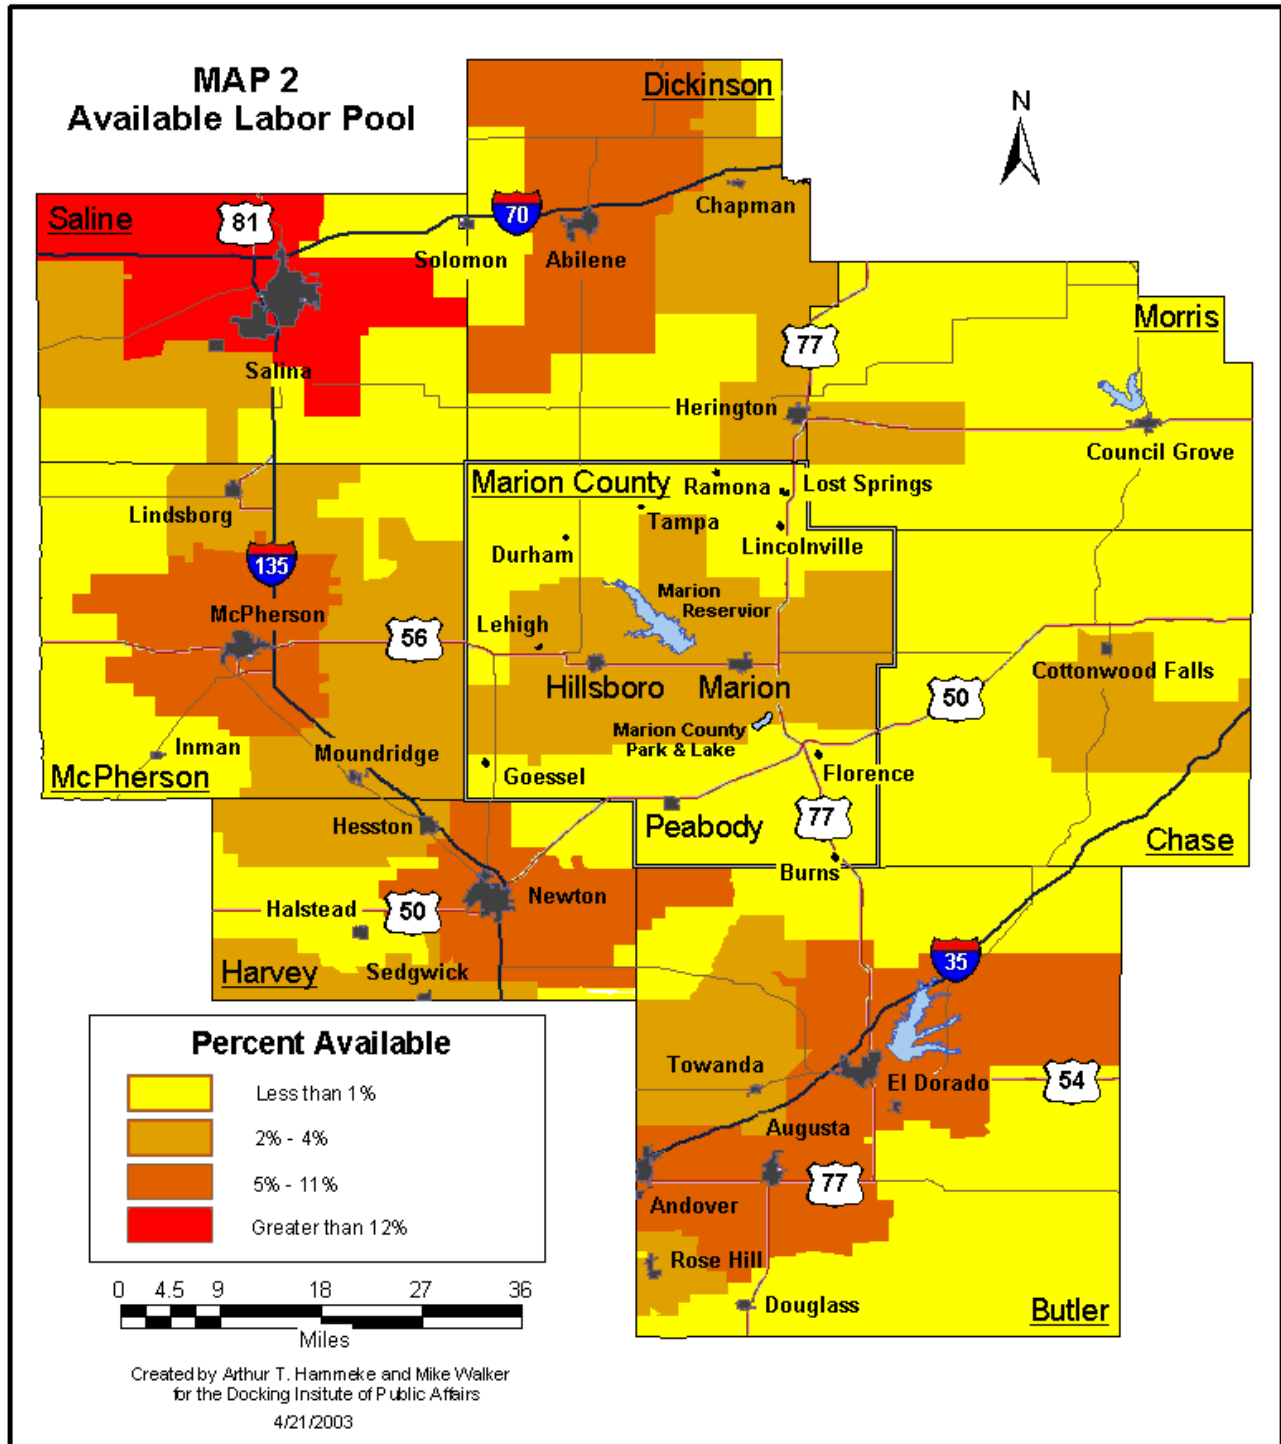 MAP 2
Available Labor Pool
N
Dickinson
Saline
81
70
Chapman
Solomon
Abilene
Morris
77
Salina
Herington
Council Grove
Marion County
Ramona
Lost Springs
Lindsborg
Tampa
Durham
Lincolnville
135
Marion
Reservior
McPherson
56
Lehigh
Cottonwood Falls
Hillsboro
Marion
50
Marion County
Park & Lake
Inman
Moundridge
McPherson
Goessel
Florence
Hesston
Peabody
77
Chase
Burns
Newton
Halstead
50
Harvey
Sedgwick
35
Percent Available
Less than 1%
2% - 4%
5% - 11%
Greater than 12%
Towanda
El Dorado
54
Augusta
77
Andover
Rose Hill
Douglass
Butler
0 4.5 9 18 27 36
Miles
Created by Arthur T. Hammeke and Mike Walker
for the Docking Insitute of Public Affairs
4/21/2003